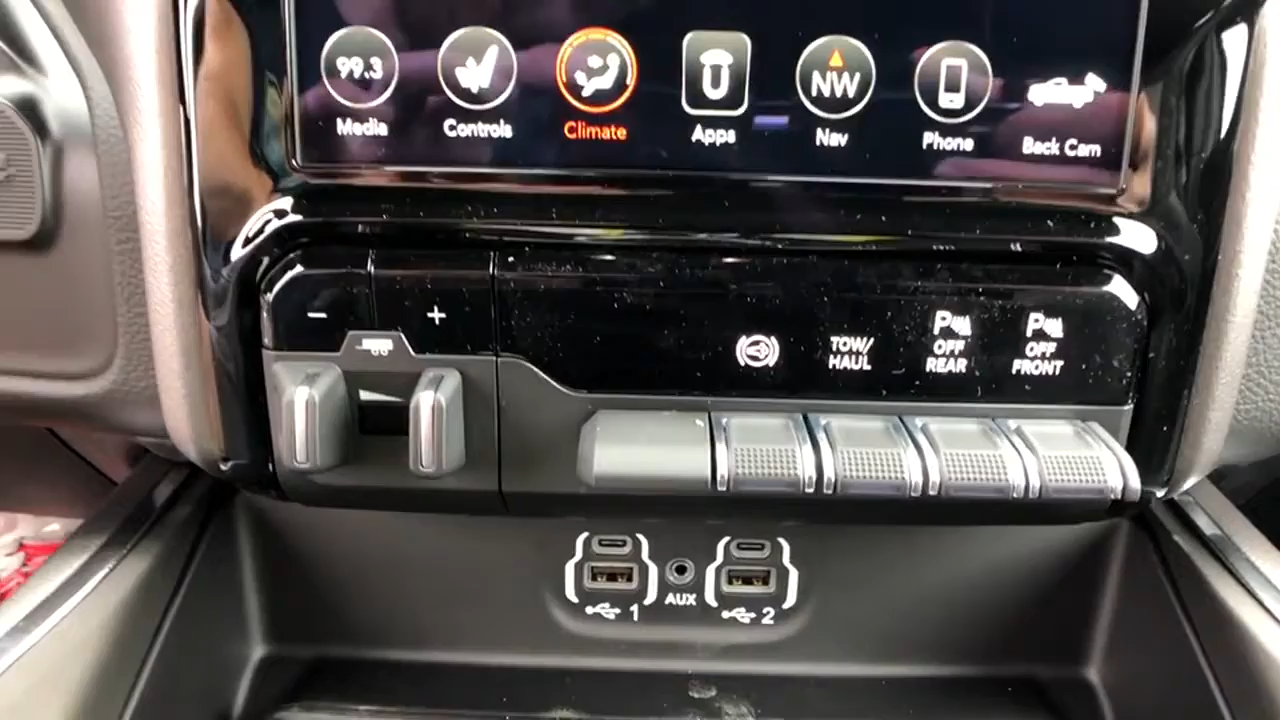 99.3
NW
Media
Controls
Climate
Apps
Nav
Phone
Back Cam
− +
TOW/
HAUL
P
OFF
REAR
P
OFF
FRONT
1
AUX
2